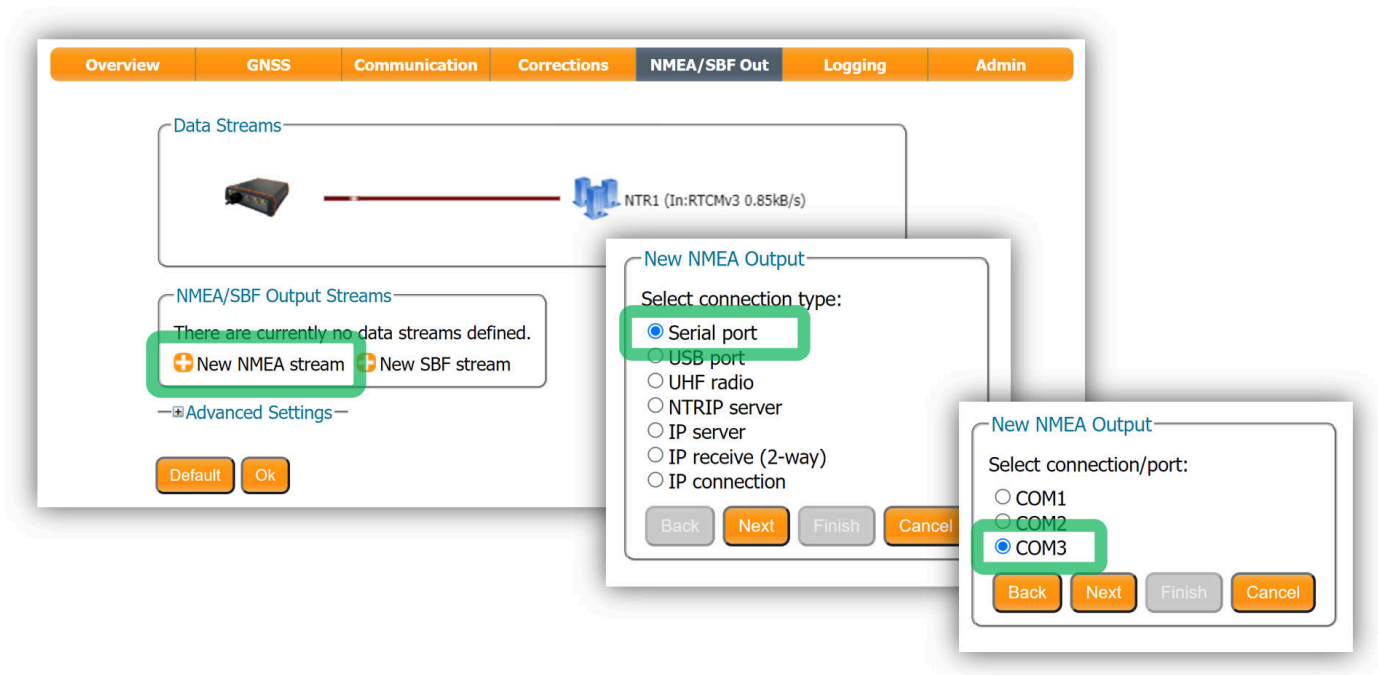 Overview GNSS Communication Corrections NMEA/SBF Out Logging Admin
Data Streams
NTR1 (In:RTCMv3 0.85kB/s)
NMEA/SBF Output Streams
There are currently no data streams defined.
New NMEA stream New SBF stream
Advanced Settings
Default Ok
New NMEA Output
Select connection type:
Serial port
USB port
UHF radio
NTRIP server
IP server
IP receive (2-way)
IP connection
Back Next Finish Cancel
New NMEA Output
Select connection/port:
COM1
COM2
COM3
Back Next Finish Cancel